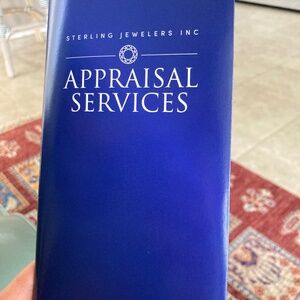 STERLING JEWELERS INC
APPRAISAL
SERVICES